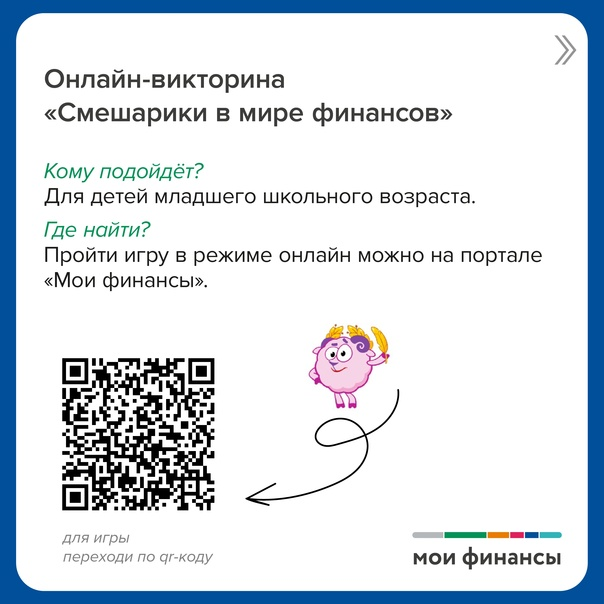 Онлайн-викторина
«Смешарики в мире финансов»
Кому подойдёт?
Для детей младшего школьного возраста.
Где найти?
Пройти игру в режиме онлайн можно на портале
«Мои финансы».
для игры
переходи по qr-коду
мои финансы